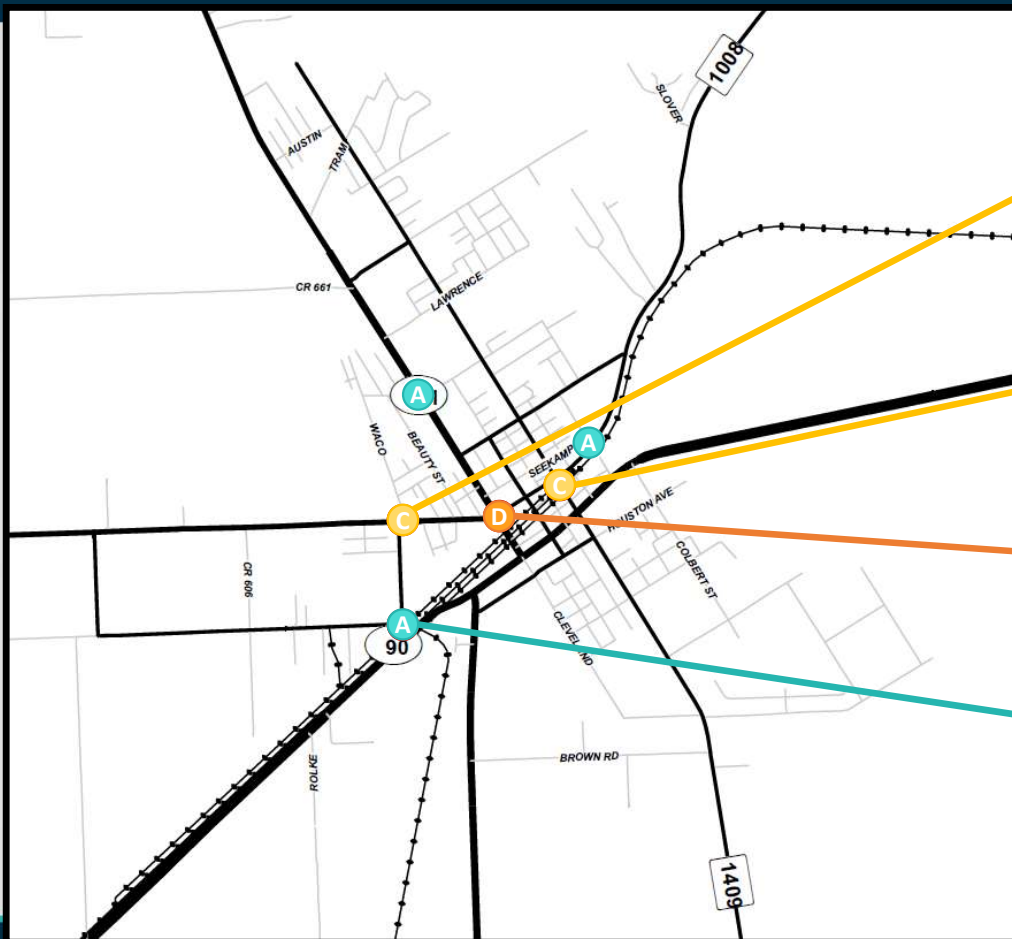 1008
SLOVER
AUSTIN
TRAM
CR 661
LAWRENCE
A
WACO
BEAUTY ST
A
SEEKAMP
C
C
D
HOUSTON AVE
CR 606
COLBERT ST
A
CLEVELAND
90
BROWN RD
ROLKE
1409